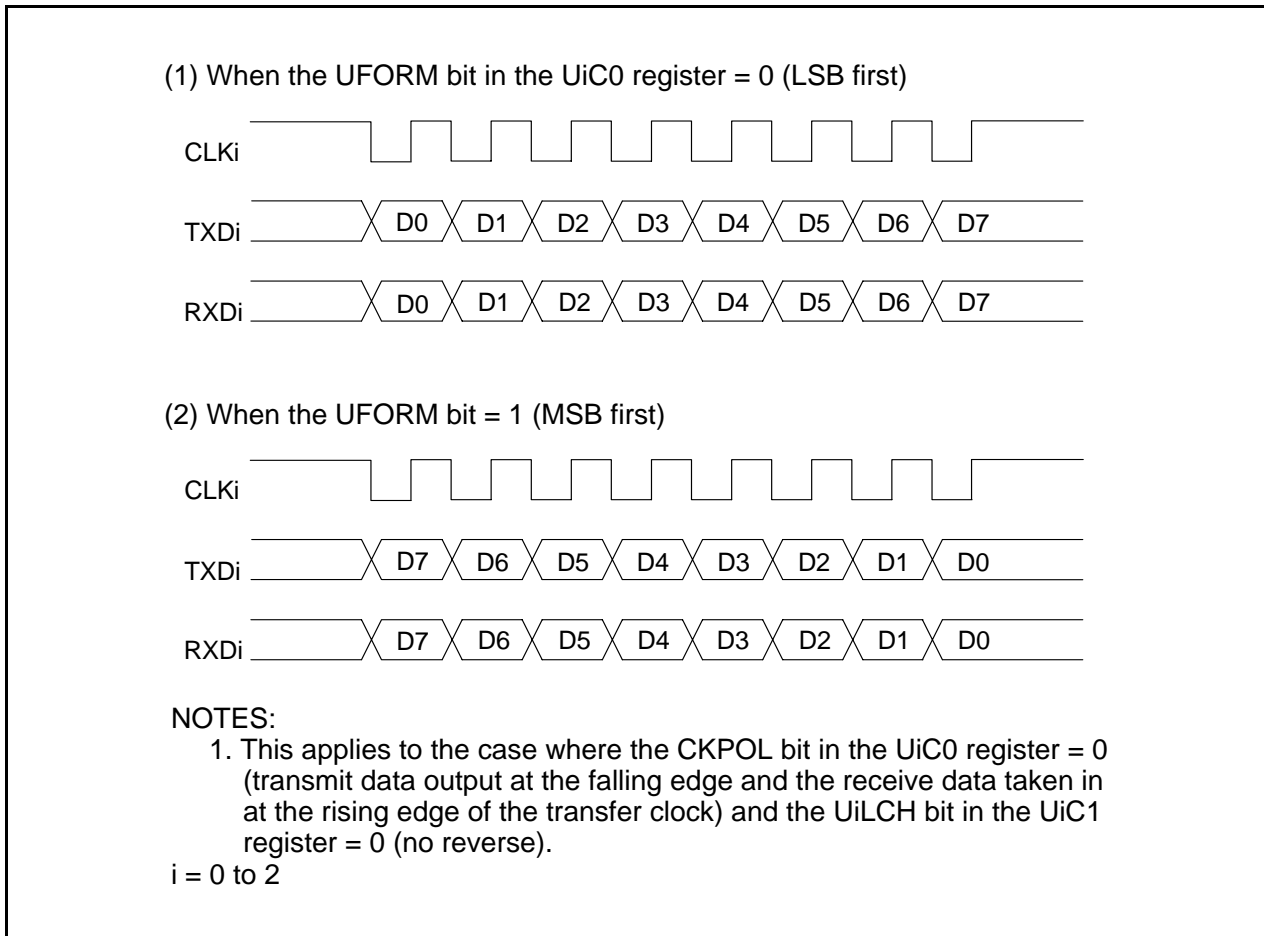 (1) When the UFORM bit in the UiC0 register = 0 (LSB first)
CLKi
TXDi D0 D1 D2 D3 D4 D5 D6 D7
RXDi D0 D1 D2 D3 D4 D5 D6 D7
(2) When the UFORM bit = 1 (MSB first)
CLKi
TXDi D7 D6 D5 D4 D3 D2 D1 D0
RXDi D7 D6 D5 D4 D3 D2 D1 D0
NOTES:
1. This applies to the case where the CKPOL bit in the UiC0 register = 0
(transmit data output at the falling edge and the receive data taken in
at the rising edge of the transfer clock) and the UiLCH bit in the UiC1
register = 0 (no reverse).
i = 0 to 2